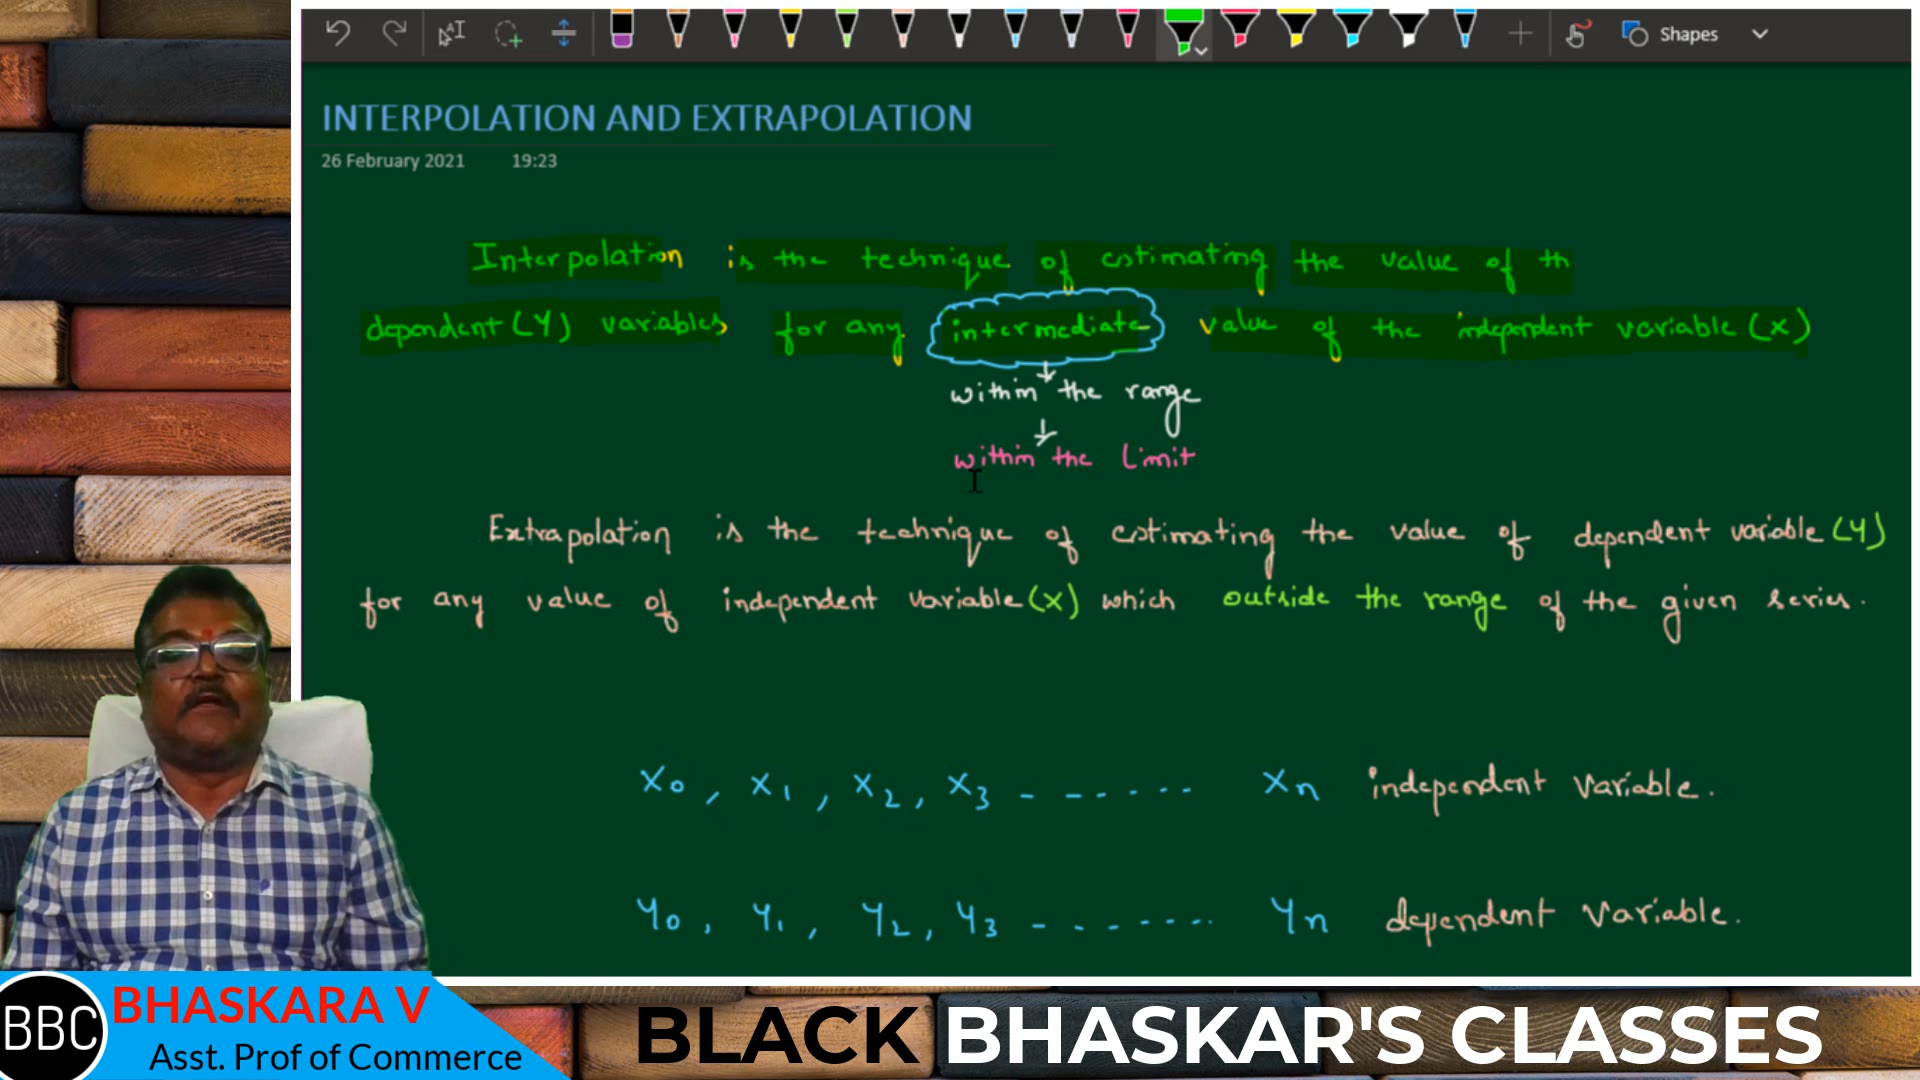 Shapes
INTERPOLATION AND EXTRAPOLATION
26 February 2021 19:23
Interpolation is the technique of estimating the value of th
dependent (Y) variables for any intermediate value of the independent variable (X)
within the range
within the Limit
Extrapolation is the technique of estimating the value of dependent variable (Y)
for any value of independent variable (X) which outside the range of the given series.
X0, X1, X2, X3 - - - - - - - Xn independent variable.
Y0, Y1, Y2, Y3 - - - - - - - Yn dependent variable.
BBC
BHASKARA V
Asst. Prof of Commerce
BLACK BHASKAR'S CLASSES